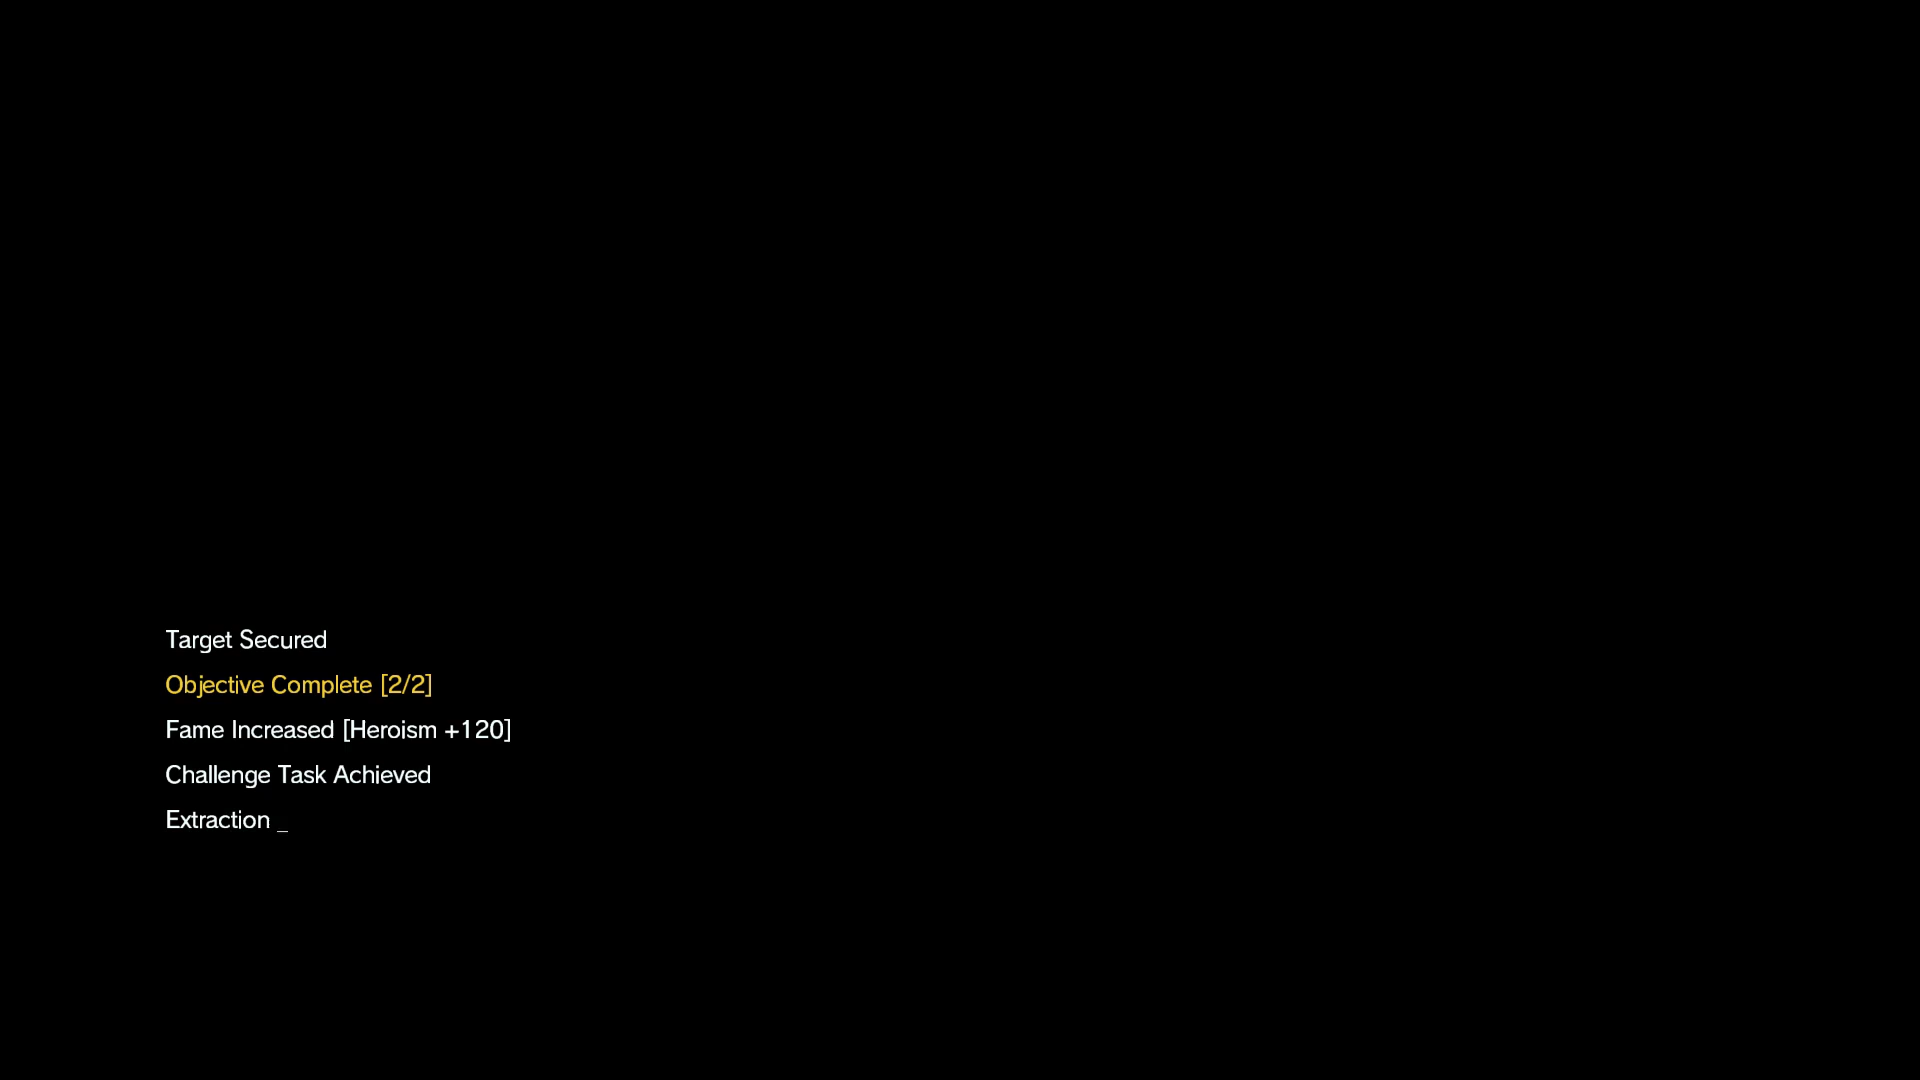 Target Secured
Objective Complete [2/2]
Fame Increased [Heroism +120]
Challenge Task Achieved
Extraction _